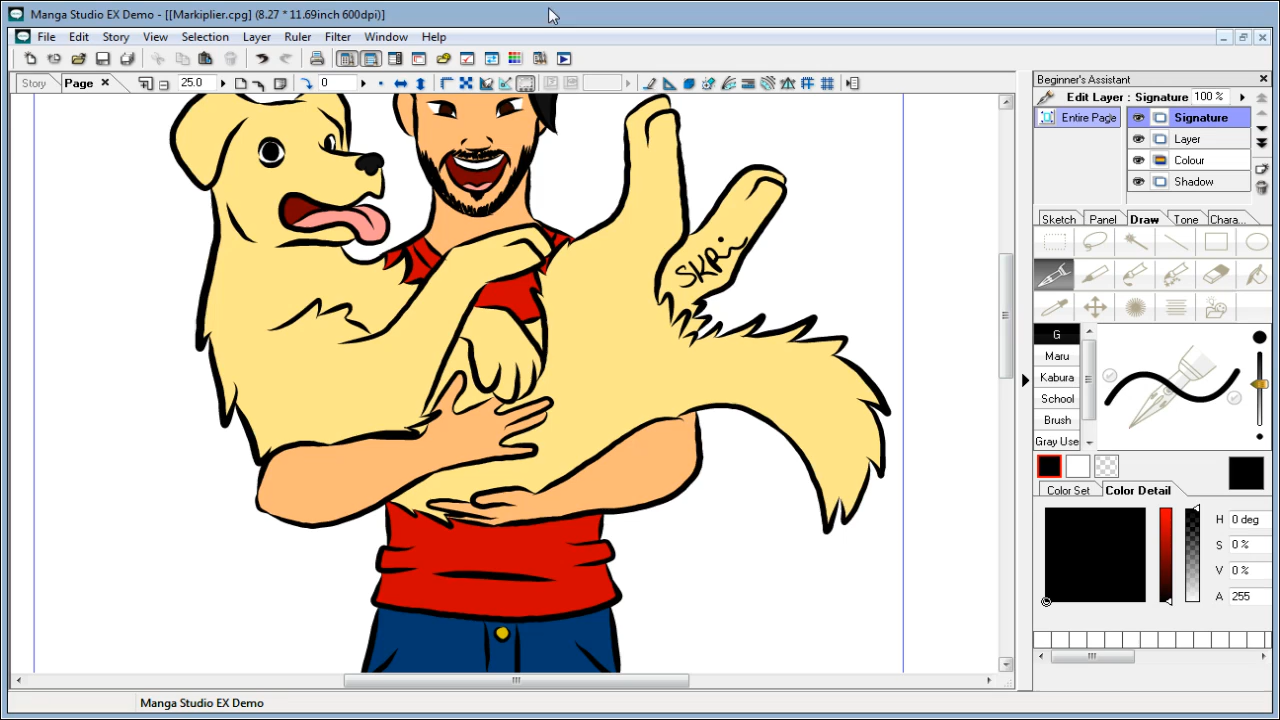 Manga Studio EX Demo - [[Markiplier.cpg] (8.27 * 11.69inch 600dpi)]
File Edit Story View Selection Layer Ruler Filter Window Help
Story Page 25.0 0
Beginner's Assistant
Edit Layer : Signature 100 %
Entire Page Signature
Layer
Colour
Shadow
Sketch Panel Draw Tone Chara...
SKRi
G
Maru
Kabura
School
Brush
Gray Use
Color Set Color Detail
H 0 deg
S 0 %
V 0 %
A 255
Manga Studio EX Demo